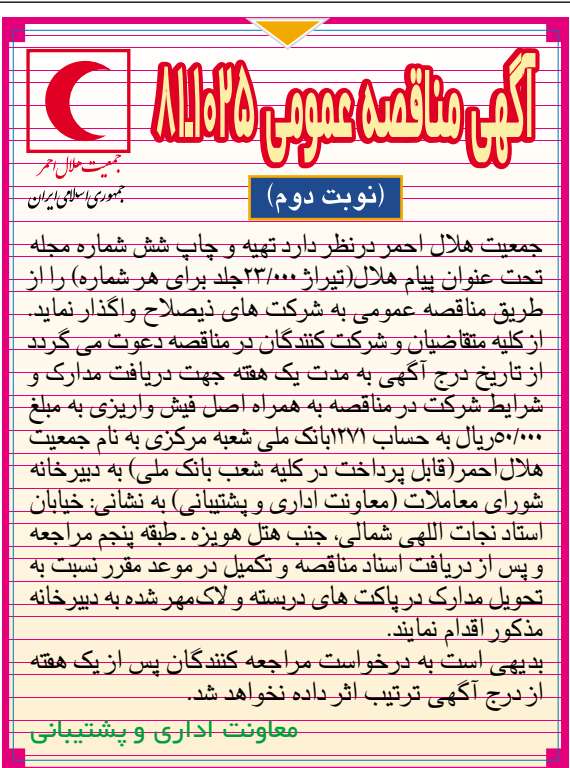 آگهی مناقصه عمومی ۸۱_۱۰۲۵
جمعیت هلال احمر
جمهوری اسلامی ایران
(نوبت دوم)
جمعیت هلال احمر درنظر دارد تهیه و چاپ شش شماره مجله
تحت عنوان پیام هلال(تیراژ ۲۳/۰۰۰جلد برای هر شماره) را از
طریق مناقصه عمومی به شرکت های ذیصلاح واگذار نماید.
از کلیه متقاضیان و شرکت کنندگان در مناقصه دعوت می گردد
از تاریخ درج آگهی به مدت یک هفته جهت دریافت مدارک و
شرایط شرکت در مناقصه به همراه اصل فیش واریزی به مبلغ
۵۰/۰۰۰ریال به حساب ۱۲۷۱بانک ملی شعبه مرکزی به نام جمعیت
هلال احمر(قابل پرداخت در کلیه شعب بانک ملی) به دبیرخانه
شورای معاملات (معاونت اداری و پشتیبانی) به نشانی: خیابان
استاد نجات اللهی شمالی، جنب هتل هویزه ـ طبقه پنجم مراجعه
و پس از دریافت اسناد مناقصه و تکمیل در موعد مقرر نسبت به
تحویل مدارک در پاکت های دربسته و لاک‌مهر شده به دبیرخانه
مذکور اقدام نمایند.
بدیهی است به درخواست مراجعه کنندگان پس از یک هفته
از درج آگهی ترتیب اثر داده نخواهد شد.
معاونت اداری و پشتیبانی